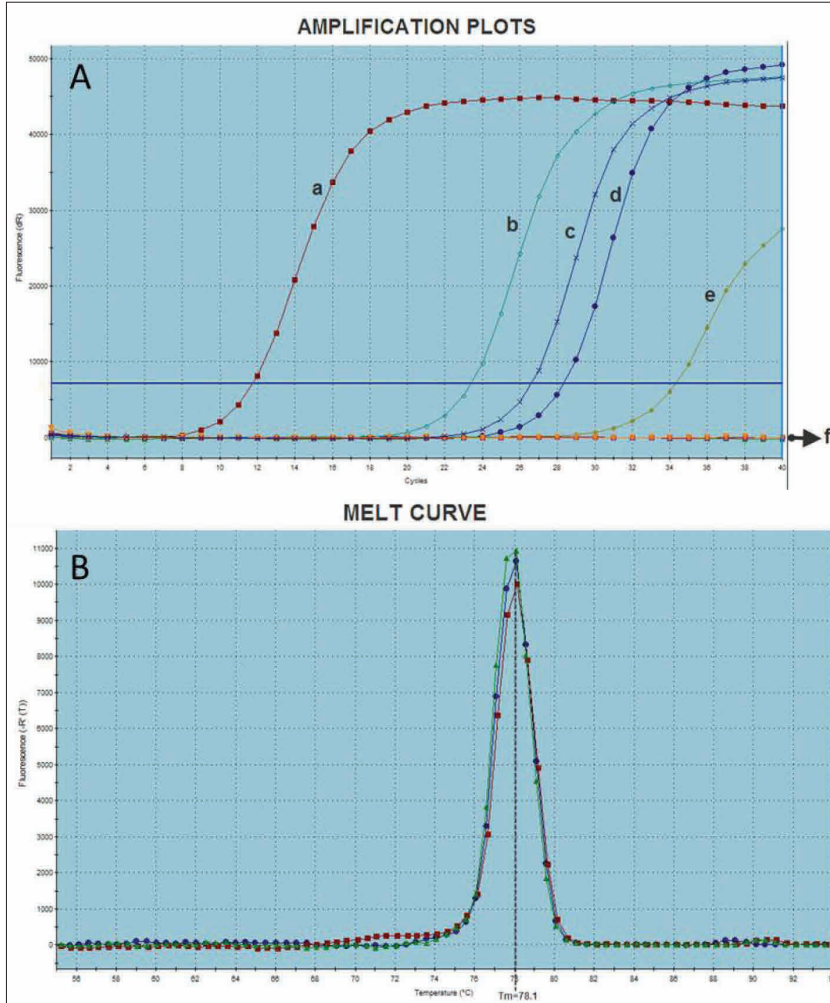 AMPLIFICATION PLOTS
A
50000
40000
30000
20000
10000
0
Fluorescence (dR)
a
b
c
d
e
f
2 4 6 8 10 12 14 16 18 20 22 24 26 28 30 32 34 36 38 40
Cycles
MELT CURVE
B
11000
10000
9000
8000
7000
6000
5000
4000
3000
2000
1000
0
Fluorescence (-R' (T))
56 58 60 62 64 66 68 70 72 74 76 78 80 82 84 86 88 90 92
Temperature (°C)
Tm=78.1